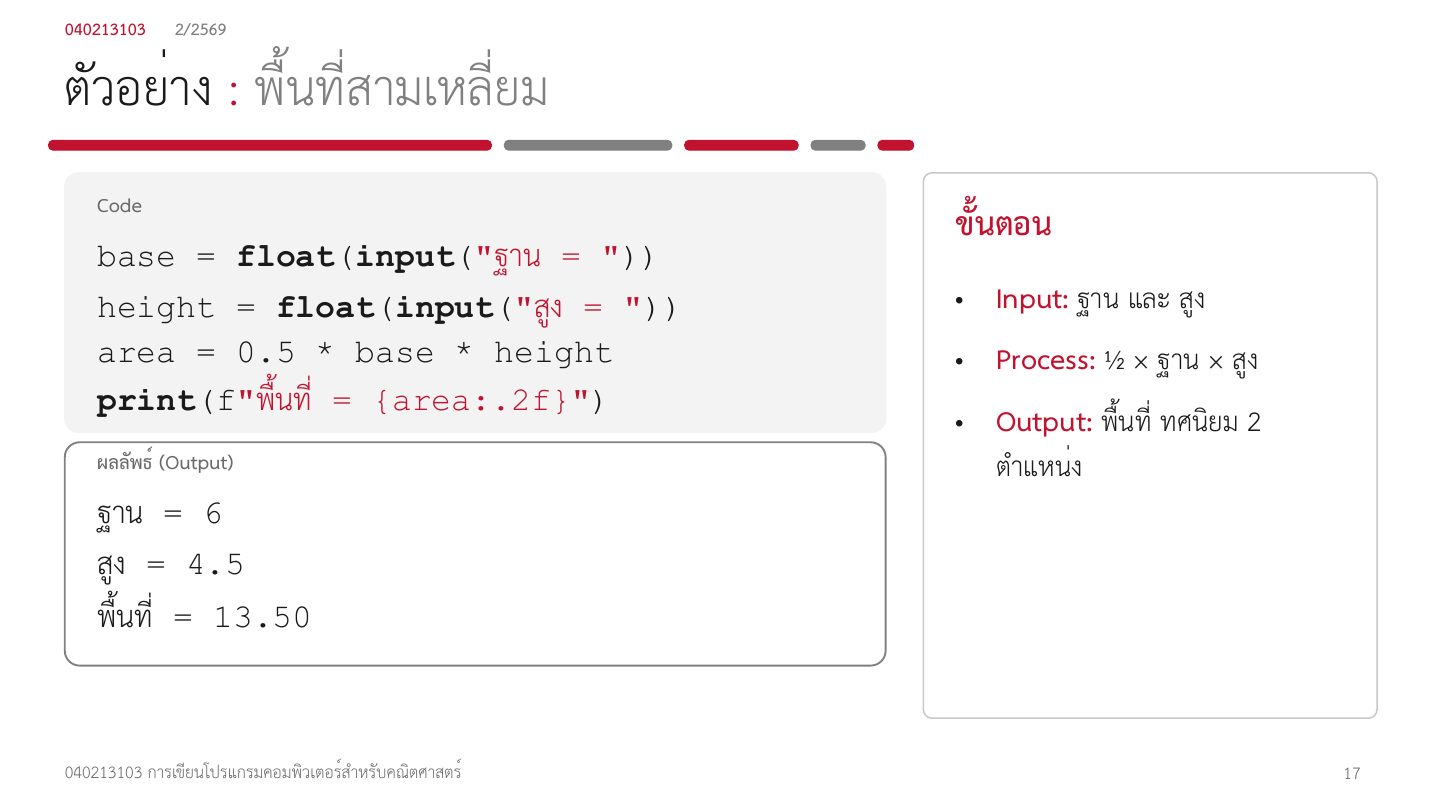 040213103 2/2569
ตัวอย่าง : พื้นที่สามเหลี่ยม
Code
base = float(input("ฐาน = "))
height = float(input("สูง = "))
area = 0.5 * base * height
print(f"พื้นที่ = {area:.2f}")
ผลลัพธ์ (Output)
ฐาน = 6
สูง = 4.5
พื้นที่ = 13.50
ขั้นตอน
• Input: ฐาน และ สูง
• Process: ½ × ฐาน × สูง
• Output: พื้นที่ ทศนิยม 2
ตำแหน่ง
040213103 การเขียนโปรแกรมคอมพิวเตอร์สำหรับคณิตศาสตร์
17